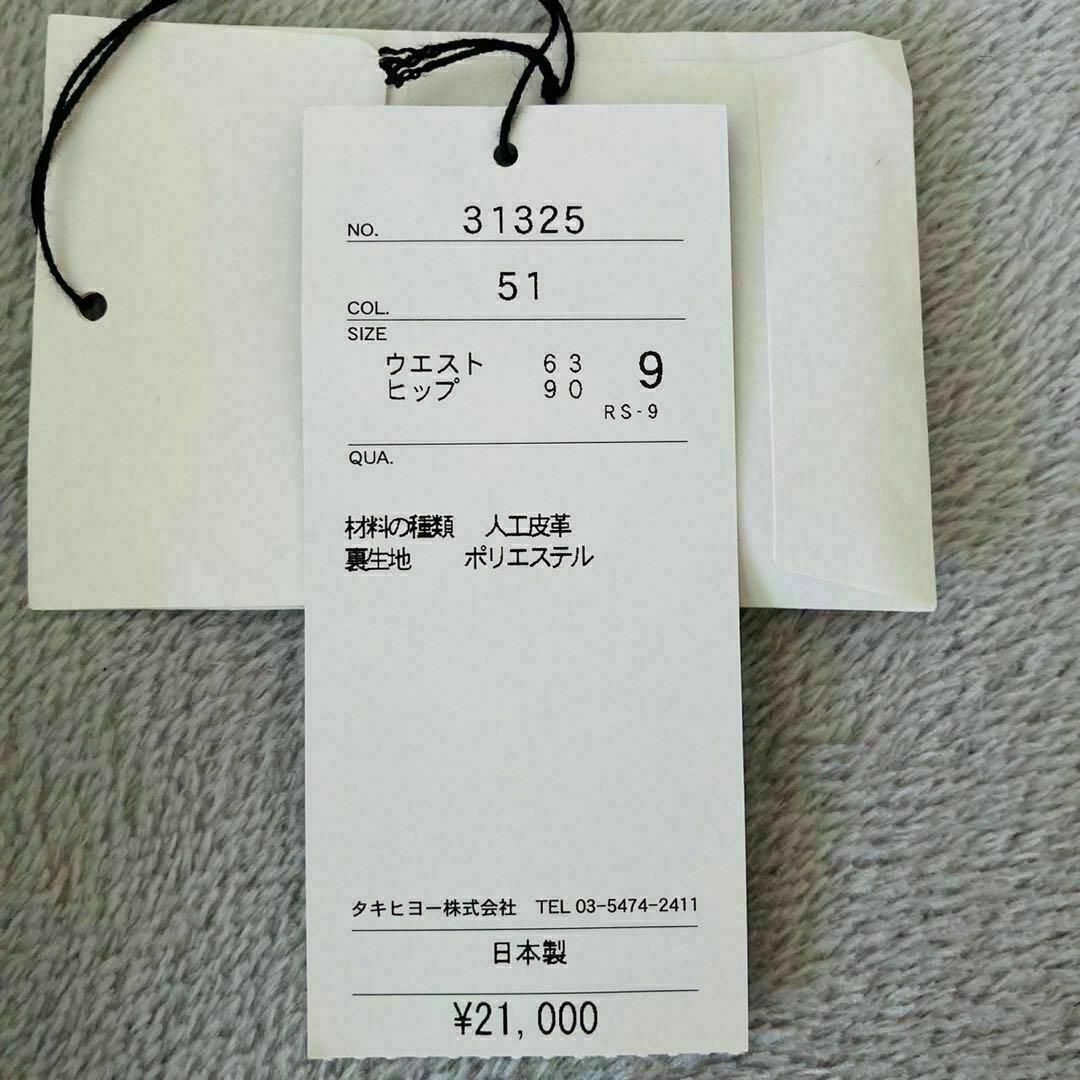 NO. 31325
COL. 51
SIZE
ウエスト 63 9
ヒップ 90
RS-9
QUA.
材料の種類 人工皮革
裏生地 ポリエステル
タキヒヨー株式会社 TEL 03-5474-2411
日本製
¥21,000